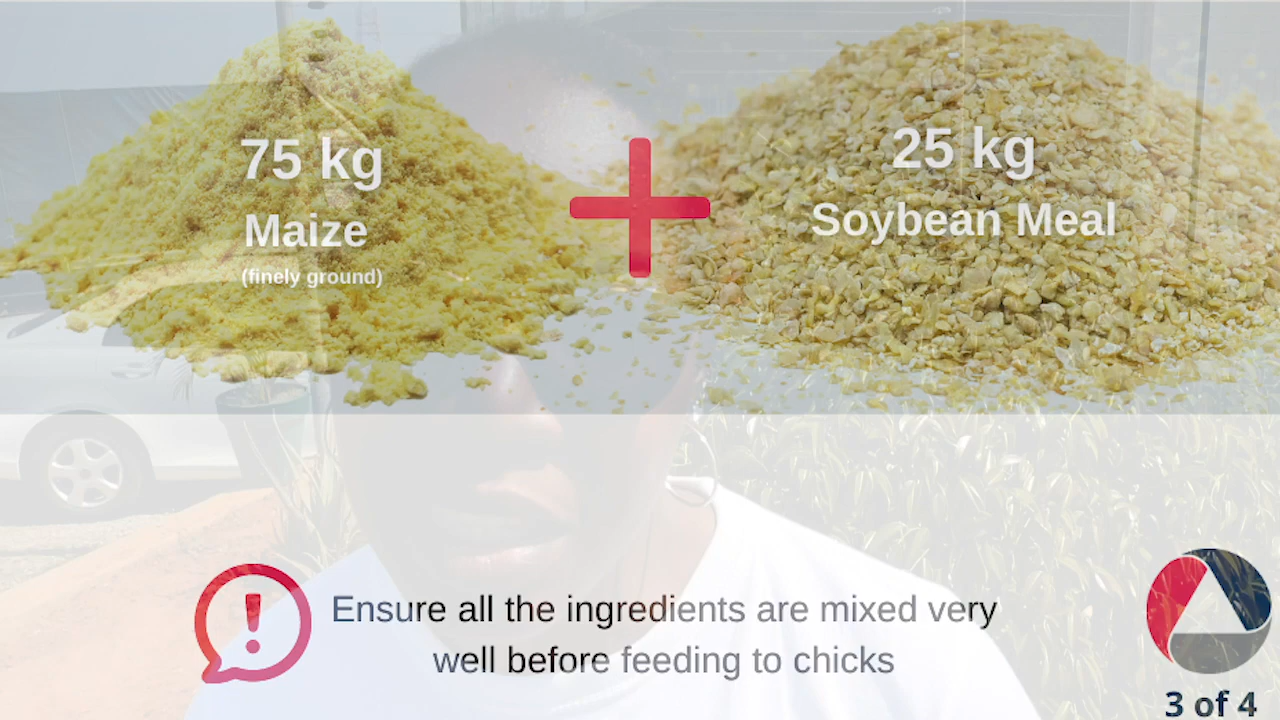 75 kg
Maize
(finely ground)
25 kg
Soybean Meal
Ensure all the ingredients are mixed very
well before feeding to chicks
3 of 4